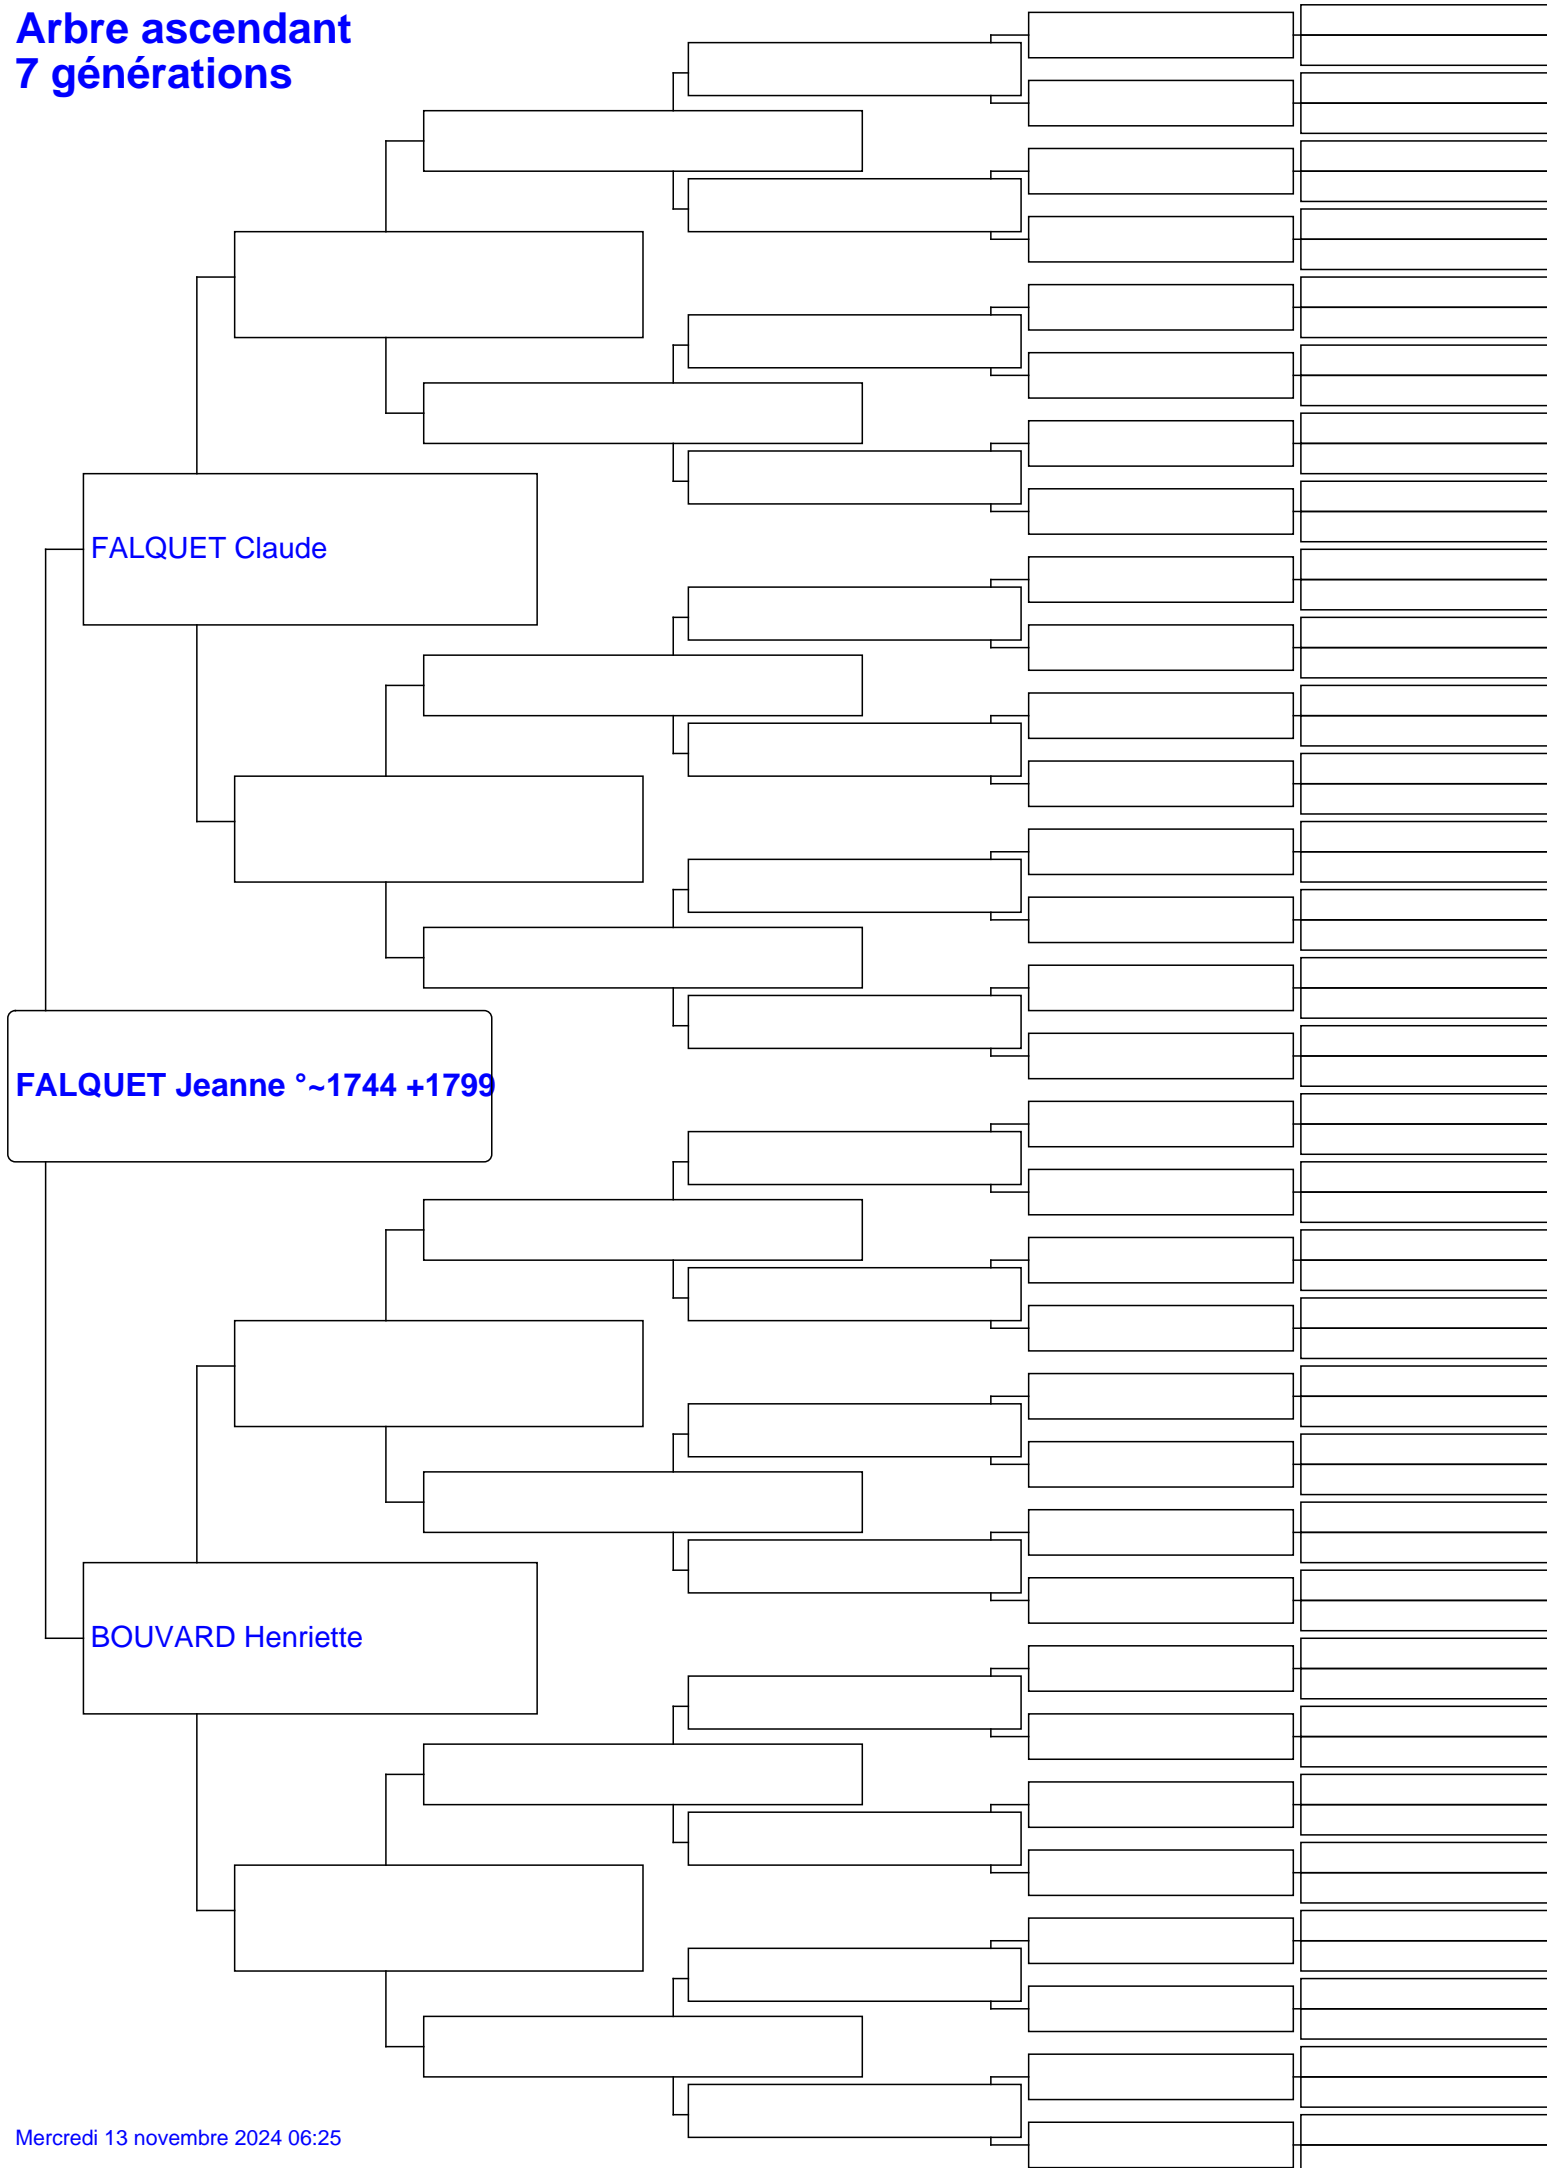 Arbre ascendant
7 générations
FALQUET Claude
FALQUET Jeanne °~1744 +1799
BOUVARD Henriette
Mercredi 13 novembre 2024 06:25